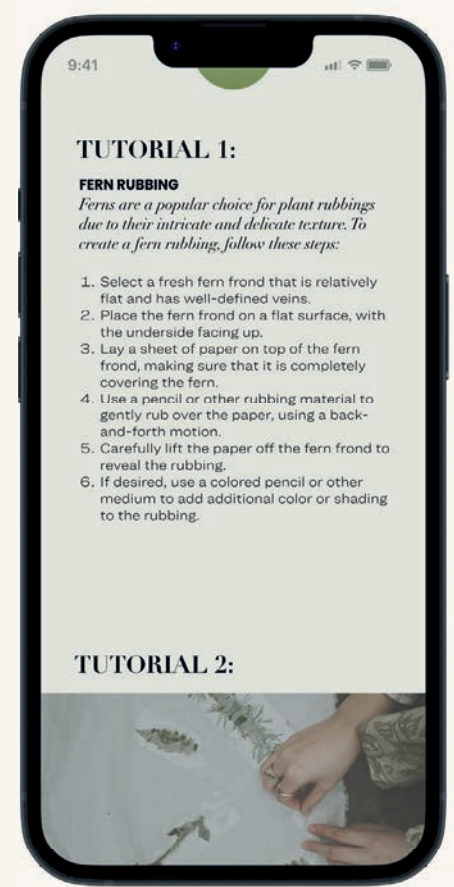 9:41
TUTORIAL 1:
FERN RUBBING
Ferns are a popular choice for plant rubbings
due to their intricate and delicate texture. To
create a fern rubbing, follow these steps:
1. Select a fresh fern frond that is relatively
flat and has well-defined veins.
2. Place the fern frond on a flat surface, with
the underside facing up.
3. Lay a sheet of paper on top of the fern
frond, making sure that it is completely
covering the fern.
4. Use a pencil or other rubbing material to
gently rub over the paper, using a back-
and-forth motion.
5. Carefully lift the paper off the fern frond to
reveal the rubbing.
6. If desired, use a colored pencil or other
medium to add additional color or shading
to the rubbing.
TUTORIAL 2: